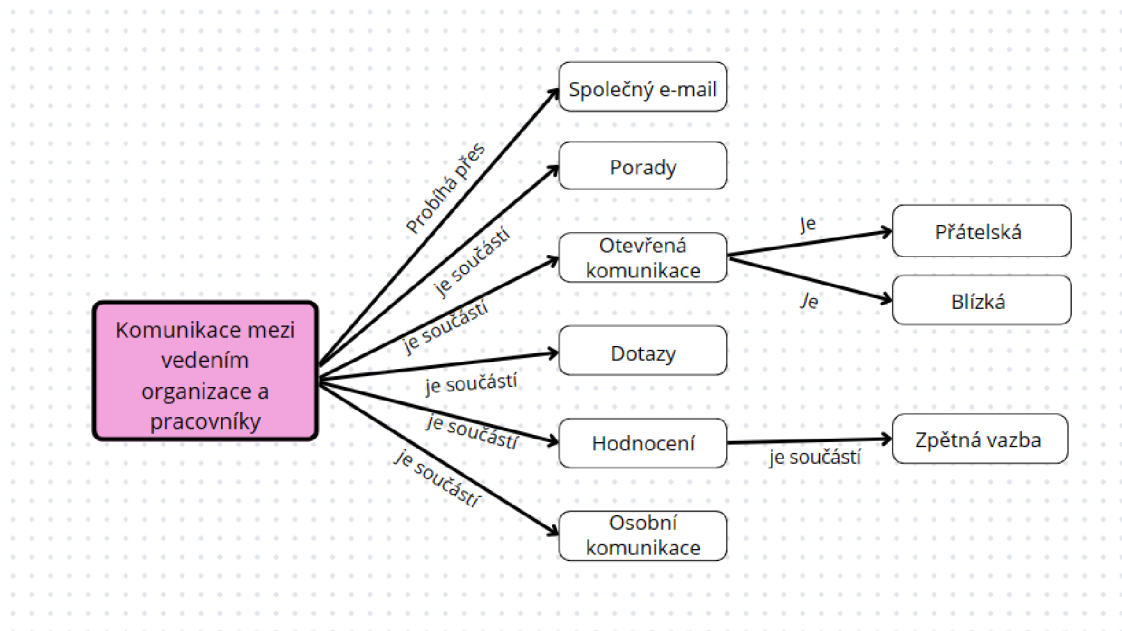 Společný e-mail
Probíhá přes
Porady
je součástí
Otevřená
komunikace
je součástí
Je
Přátelská
Je
Blízká
Komunikace mezi
vedením
organizace a
pracovníky
Dotazy
je součástí
Hodnocení
je součástí
Zpětná vazba
je součástí
Osobní
komunikace
je součástí